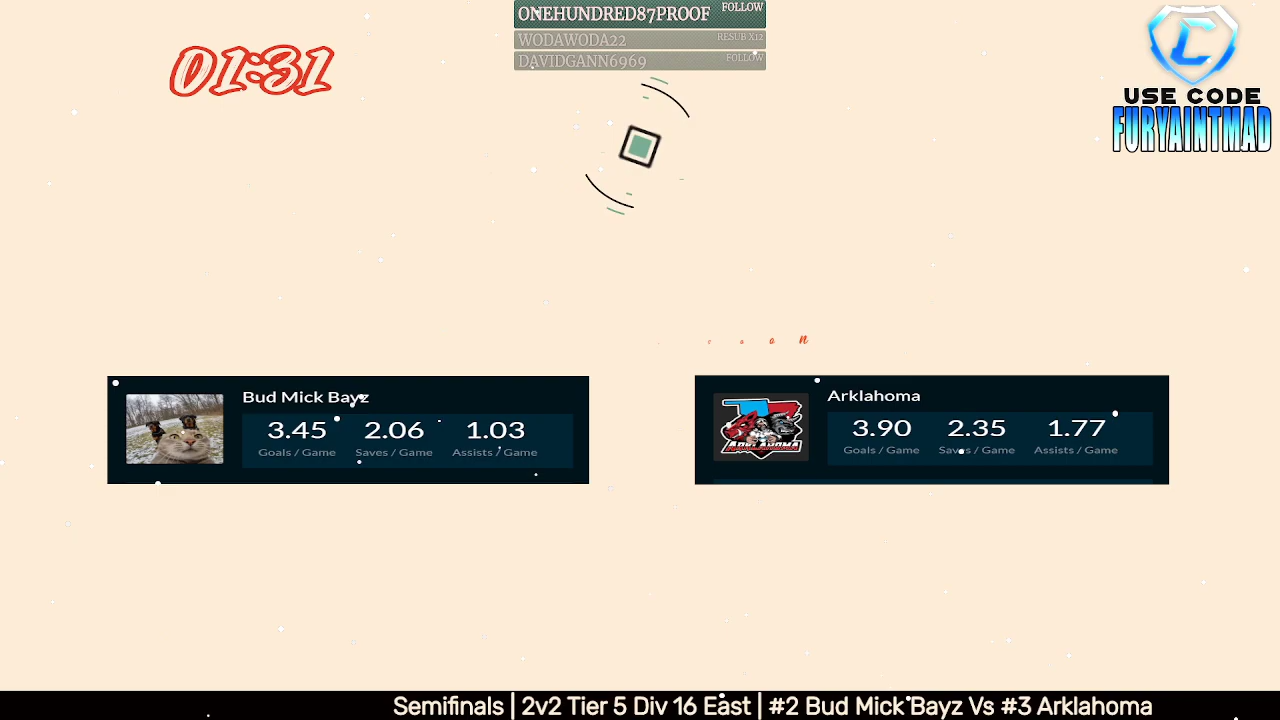 ONEHUNDRED87PROOF FOLLOW
WODAWODA22 RESUB X12
DAVIDGANN6969 FOLLOW
01:31
USE CODE
FURYAINTMAD
Bud Mick Bayz
3.45 2.06 1.03
Goals / Game Saves / Game Assists / Game
Arklahoma
3.90 2.35 1.77
Goals / Game Saves / Game Assists / Game
ARKLAHOMA
Semifinals | 2v2 Tier 5 Div 16 East | #2 Bud Mick Bayz Vs #3 Arklahoma